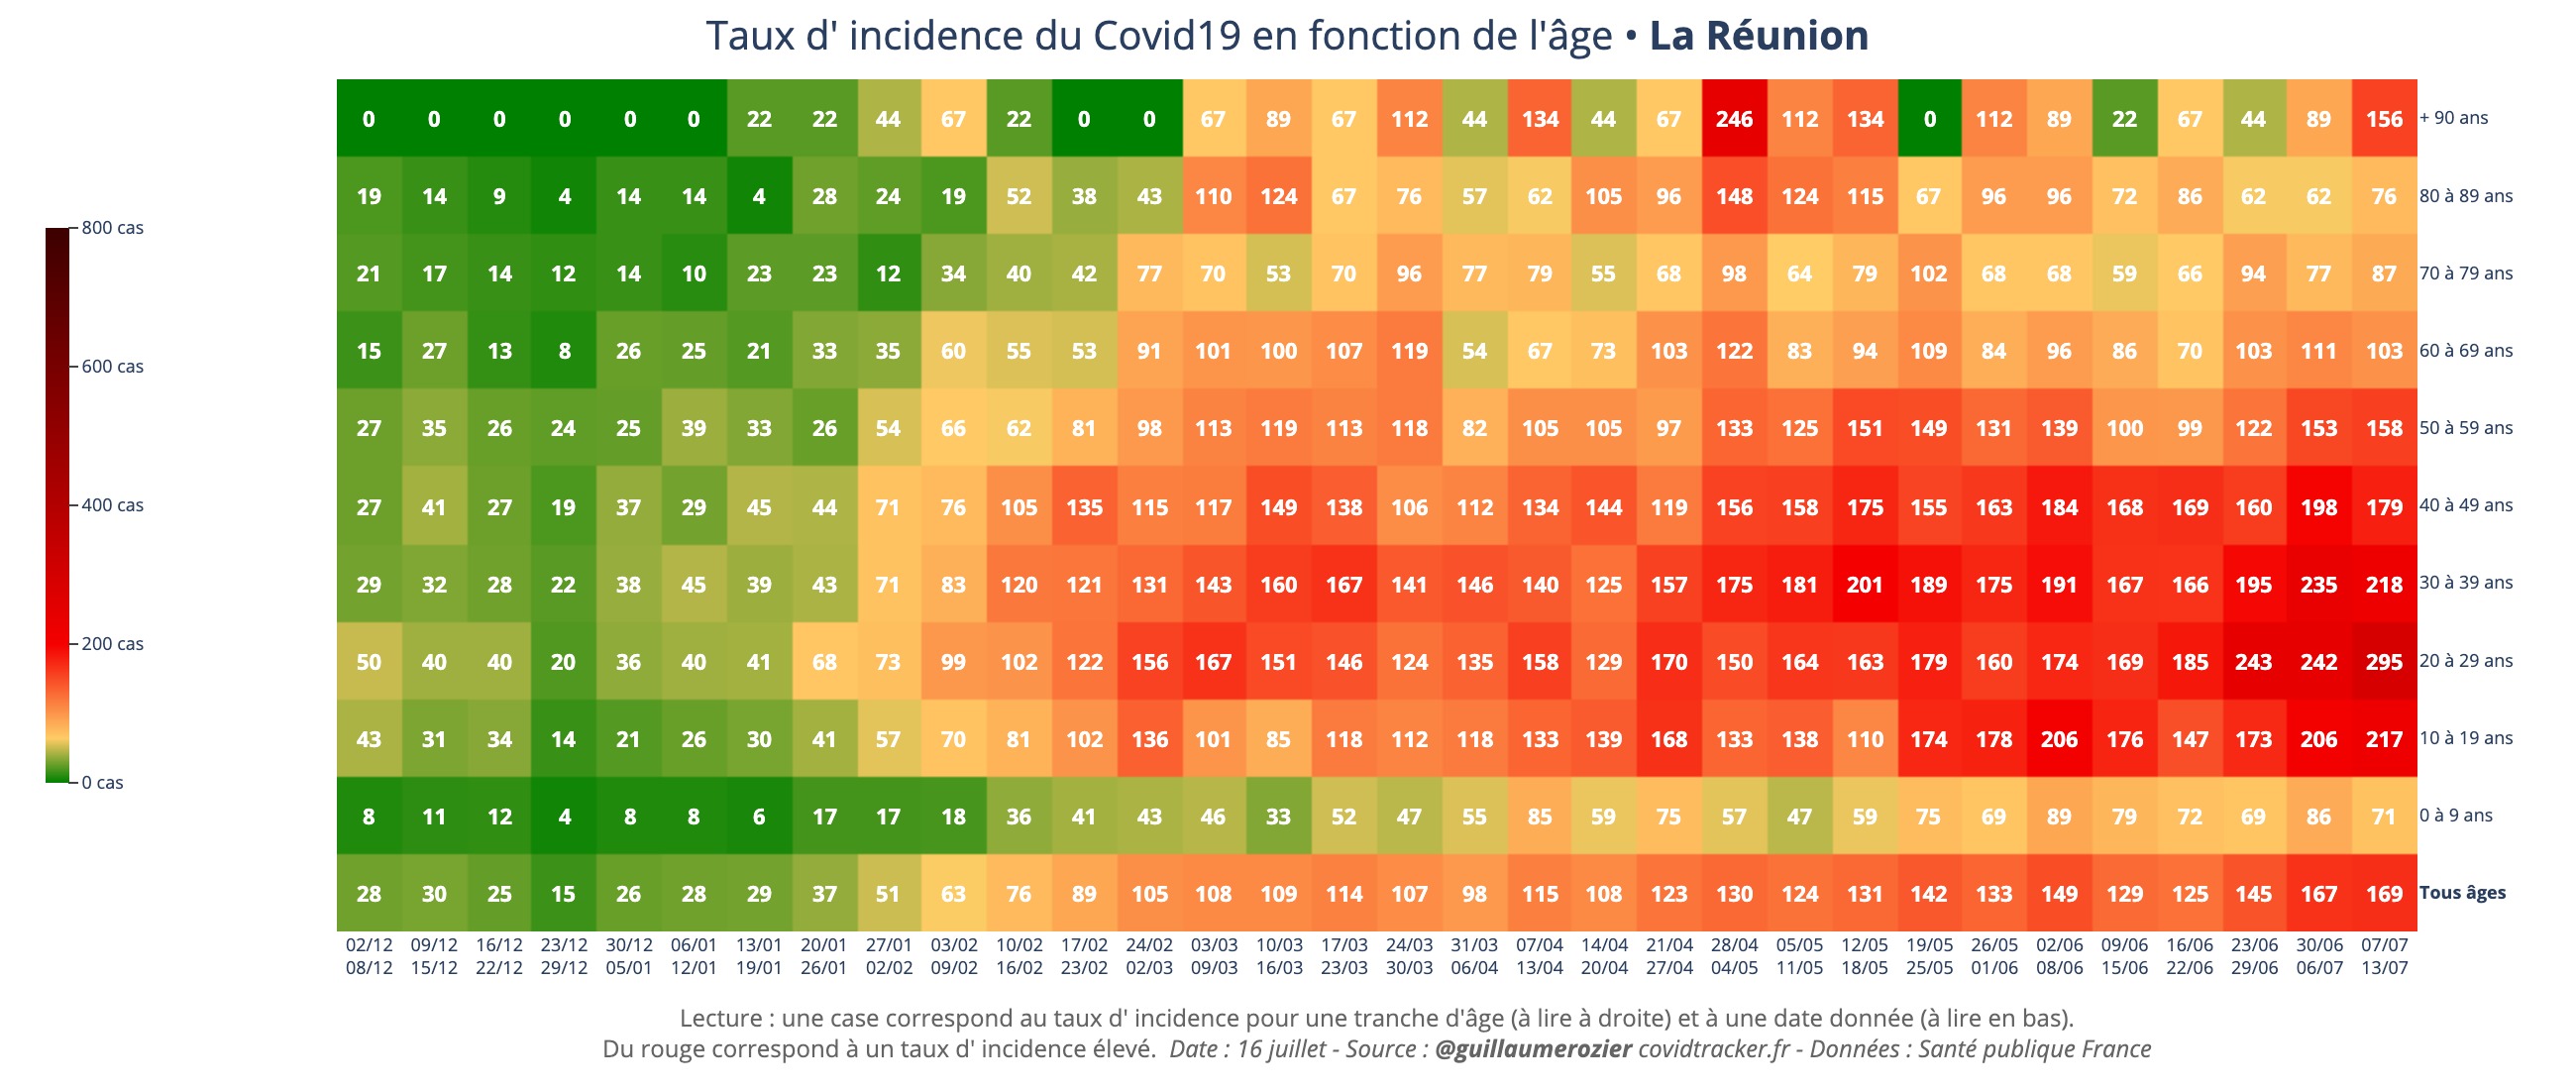 Taux d' incidence du Covid19 en fonction de l'âge • La Réunion
800 cas
600 cas
400 cas
200 cas
0 cas
0 0 0 0 0 0 22 22 44 67 22 0 0 67 89 67 112 44 134 44 67 246 112 134 0 112 89 22 67 44 89 156 + 90 ans
19 14 9 4 14 14 4 28 24 19 52 38 43 110 124 67 76 57 62 105 96 148 124 115 67 96 96 72 86 62 62 76 80 à 89 ans
21 17 14 12 14 10 23 23 12 34 40 42 77 70 53 70 96 77 79 55 68 98 64 79 102 68 68 59 66 94 77 87 70 à 79 ans
15 27 13 8 26 25 21 33 35 60 55 53 91 101 100 107 119 54 67 73 103 122 83 94 109 84 96 86 70 103 111 103 60 à 69 ans
27 35 26 24 25 39 33 26 54 66 62 81 98 113 119 113 118 82 105 105 97 133 125 151 149 131 139 100 99 122 153 158 50 à 59 ans
27 41 27 19 37 29 45 44 71 76 105 135 115 117 149 138 106 112 134 144 119 156 158 175 155 163 184 168 169 160 198 179 40 à 49 ans
29 32 28 22 38 45 39 43 71 83 120 121 131 143 160 167 141 146 140 125 157 175 181 201 189 175 191 167 166 195 235 218 30 à 39 ans
50 40 40 20 36 40 41 68 73 99 102 122 156 167 151 146 124 135 158 129 170 150 164 163 179 160 174 169 185 243 242 295 20 à 29 ans
43 31 34 14 21 26 30 41 57 70 81 102 136 101 85 118 112 118 133 139 168 133 138 110 174 178 206 176 147 173 206 217 10 à 19 ans
8 11 12 4 8 8 6 17 17 18 36 41 43 46 33 52 47 55 85 59 75 57 47 59 75 69 89 79 72 69 86 71 0 à 9 ans
28 30 25 15 26 28 29 37 51 63 76 89 105 108 109 114 107 98 115 108 123 130 124 131 142 133 149 129 125 145 167 169 Tous âges
02/12 09/12 16/12 23/12 30/12 06/01 13/01 20/01 27/01 03/02 10/02 17/02 24/02 03/03 10/03 17/03 24/03 31/03 07/04 14/04 21/04 28/04 05/05 12/05 19/05 26/05 02/06 09/06 16/06 23/06 30/06 07/07
08/12 15/12 22/12 29/12 05/01 12/01 19/01 26/01 02/02 09/02 16/02 23/02 02/03 09/03 16/03 23/03 30/03 06/04 13/04 20/04 27/04 04/05 11/05 18/05 25/05 01/06 08/06 15/06 22/06 29/06 06/07 13/07
Lecture : une case correspond au taux d' incidence pour une tranche d'âge (à lire à droite) et à une date donnée (à lire en bas).
Du rouge correspond à un taux d' incidence élevé. Date : 16 juillet - Source : @guillaumerozier covidtracker.fr - Données : Santé publique France